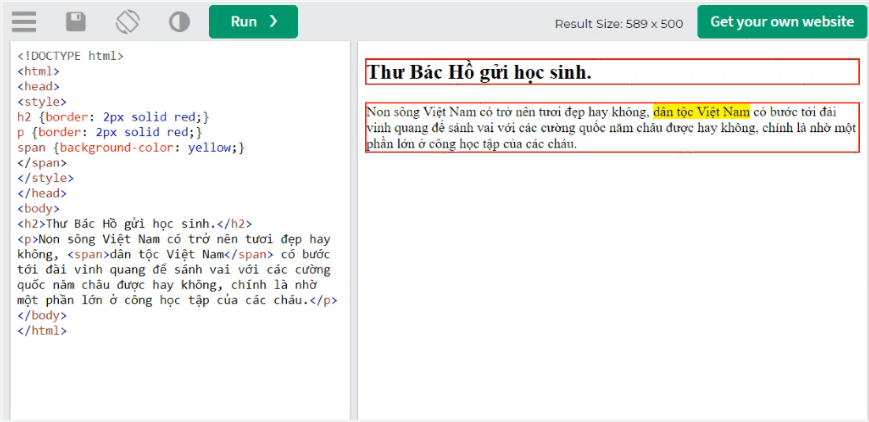 Run ❯
Result Size: 589 x 500
Get your own website
<!DOCTYPE html>
<html>
<head>
<style>
h2 {border: 2px solid red;}
p {border: 2px solid red;}
span {background-color: yellow;}
</span>
</style>
</head>
<body>
<h2>Thư Bác Hồ gửi học sinh.</h2>
<p>Non sông Việt Nam có trở nên tươi đẹp hay
không, <span>dân tộc Việt Nam</span> có bước
tới đài vinh quang để sánh vai với các cường
quốc năm châu được hay không, chính là nhờ
một phần lớn ở công học tập của các cháu.</p>
</body>
</html>
Thư Bác Hồ gửi học sinh.
Non sông Việt Nam có trở nên tươi đẹp hay không, dân tộc Việt Nam có bước tới đài
vinh quang để sánh vai với các cường quốc năm châu được hay không, chính là nhờ một
phần lớn ở công học tập của các cháu.